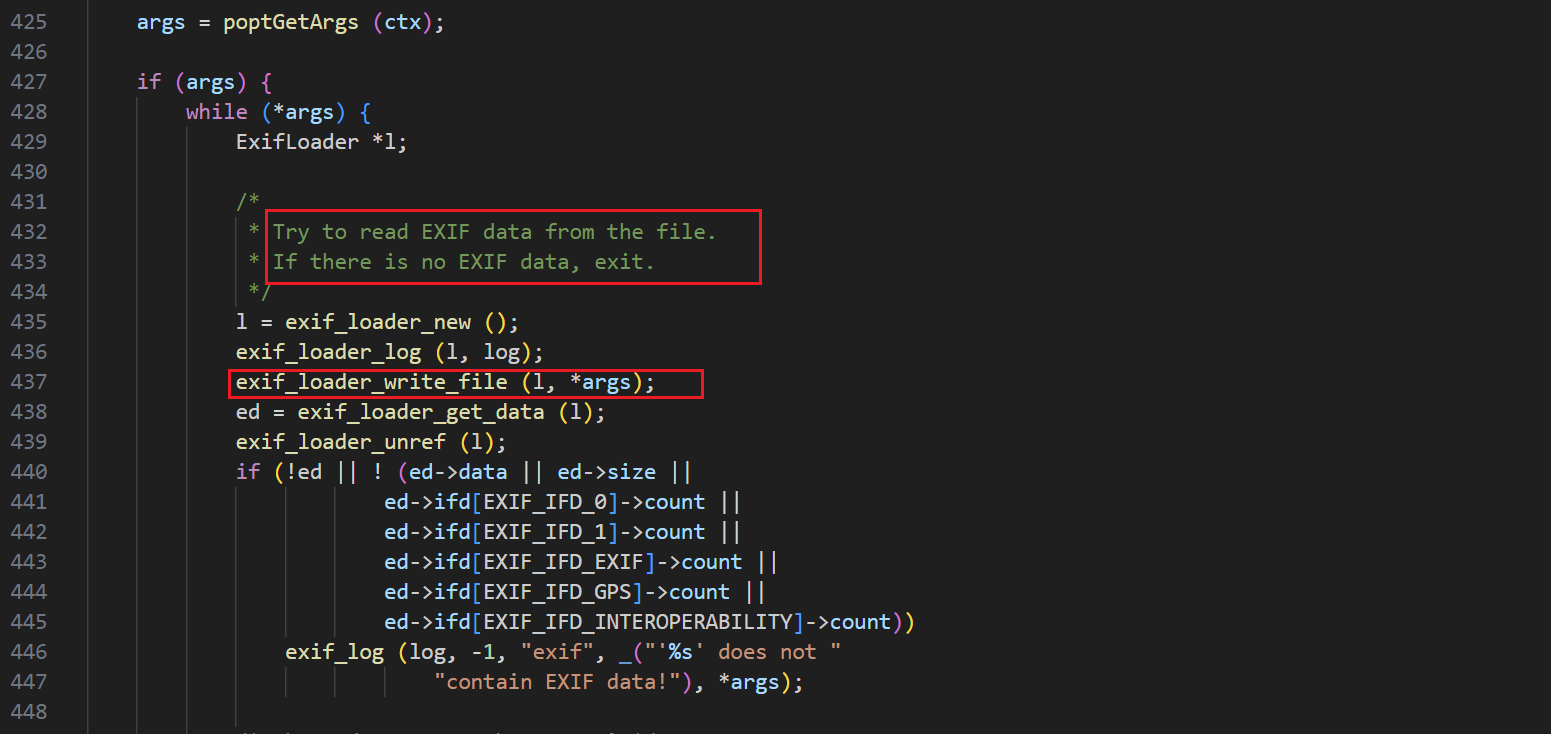 425 args = poptGetArgs (ctx);
426
427 if (args) {
428 while (*args) {
429 ExifLoader *l;
430
431 /*
432 * Try to read EXIF data from the file.
433 * If there is no EXIF data, exit.
434 */
435 l = exif_loader_new ();
436 exif_loader_log (l, log);
437 exif_loader_write_file (l, *args);
438 ed = exif_loader_get_data (l);
439 exif_loader_unref (l);
440 if (!ed || ! (ed->data || ed->size ||
441 ed->ifd[EXIF_IFD_0]->count ||
442 ed->ifd[EXIF_IFD_1]->count ||
443 ed->ifd[EXIF_IFD_EXIF]->count ||
444 ed->ifd[EXIF_IFD_GPS]->count ||
445 ed->ifd[EXIF_IFD_INTEROPERABILITY]->count))
446 exif_log (log, -1, "exif", _("'%s' does not "
447 "contain EXIF data!"), *args);
448